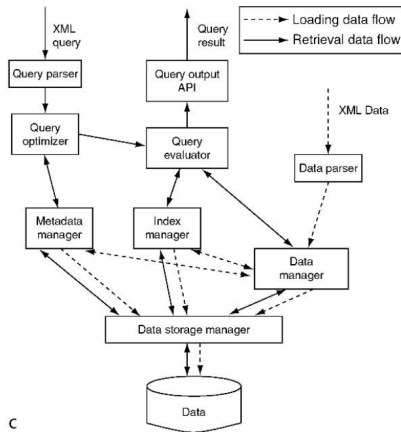 XML
query
Query
result
Loading data flow
Retrieval data flow
Query parser
Query output
API
XML Data
Query
optimizer
Query
evaluator
Data parser
Metadata
manager
Index
manager
Data
manager
Data storage manager
Data
C